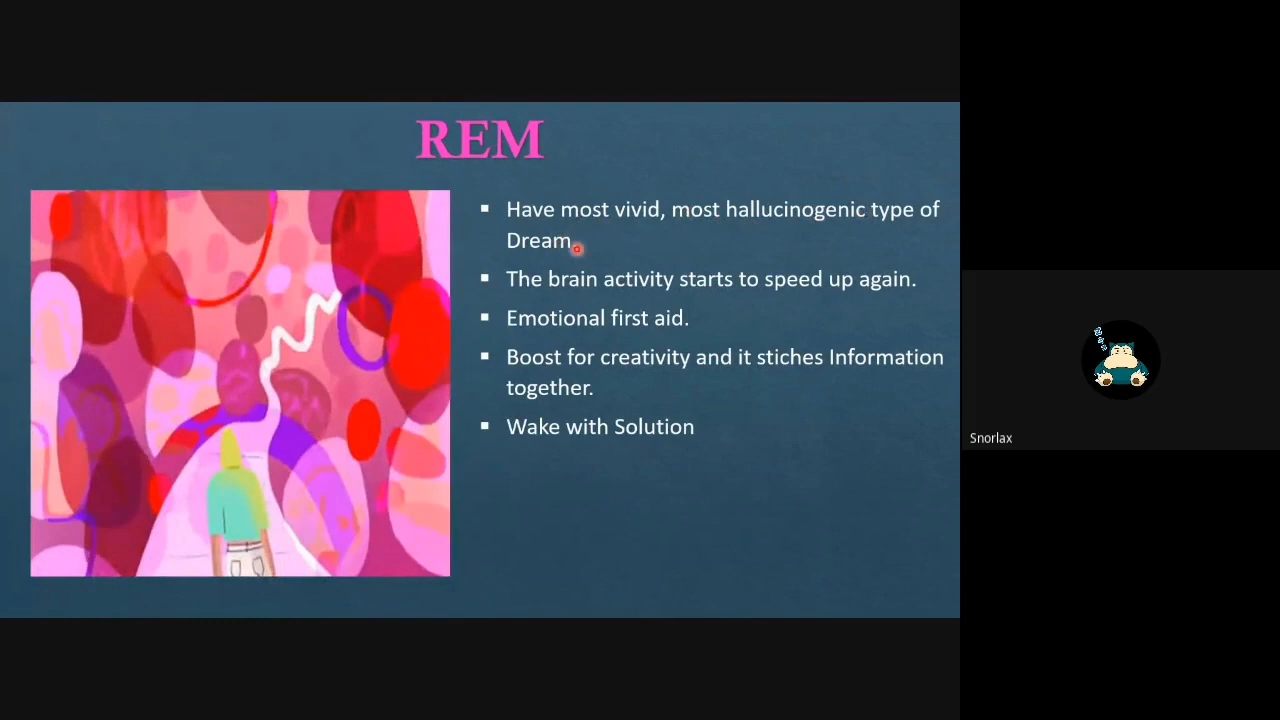 REM
Have most vivid, most hallucinogenic type of
Dream.
The brain activity starts to speed up again.
Emotional first aid.
Boost for creativity and it stiches Information
together.
Wake with Solution
Snorlax